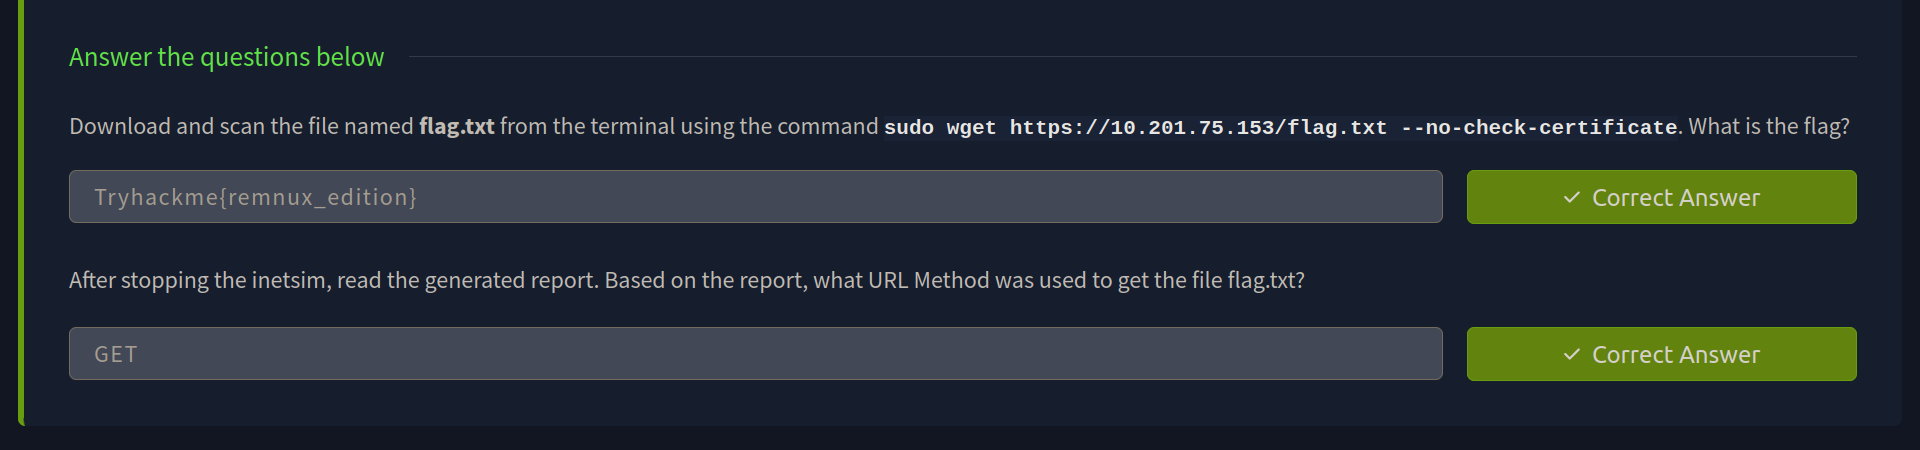 Answer the questions below
Download and scan the file named flag.txt from the terminal using the command sudo wget https://10.201.75.153/flag.txt --no-check-certificate. What is the flag?
Tryhackme{remnux_edition}
✓ Correct Answer
After stopping the inetsim, read the generated report. Based on the report, what URL Method was used to get the file flag.txt?
GET
✓ Correct Answer